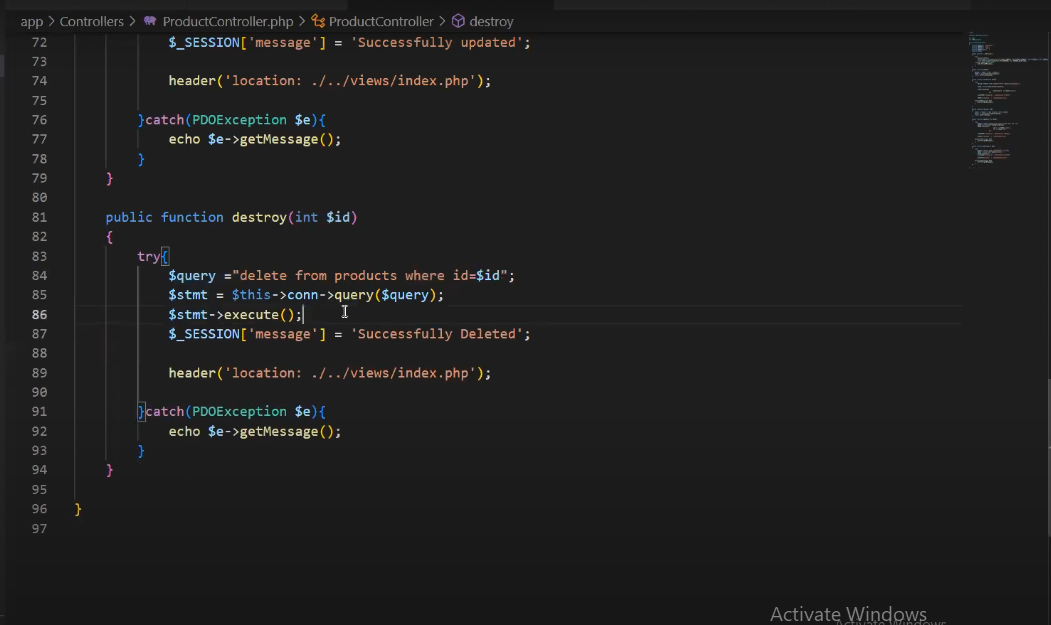 app > Controllers > ProductController.php > ProductController > destroy
72 $_SESSION['message'] = 'Successfully updated';
73
74 header('location: ./../views/index.php');
75
76 }catch(PDOException $e){
77 echo $e->getMessage();
78 }
79 }
80
81 public function destroy(int $id)
82 {
83 try{
84 $query ="delete from products where id=$id";
85 $stmt = $this->conn->query($query);
86 $stmt->execute();
87 $_SESSION['message'] = 'Successfully Deleted';
88
89 header('location: ./../views/index.php');
90
91 }catch(PDOException $e){
92 echo $e->getMessage();
93 }
94 }
95
96 }
97
Activate Windows
Activate Windows